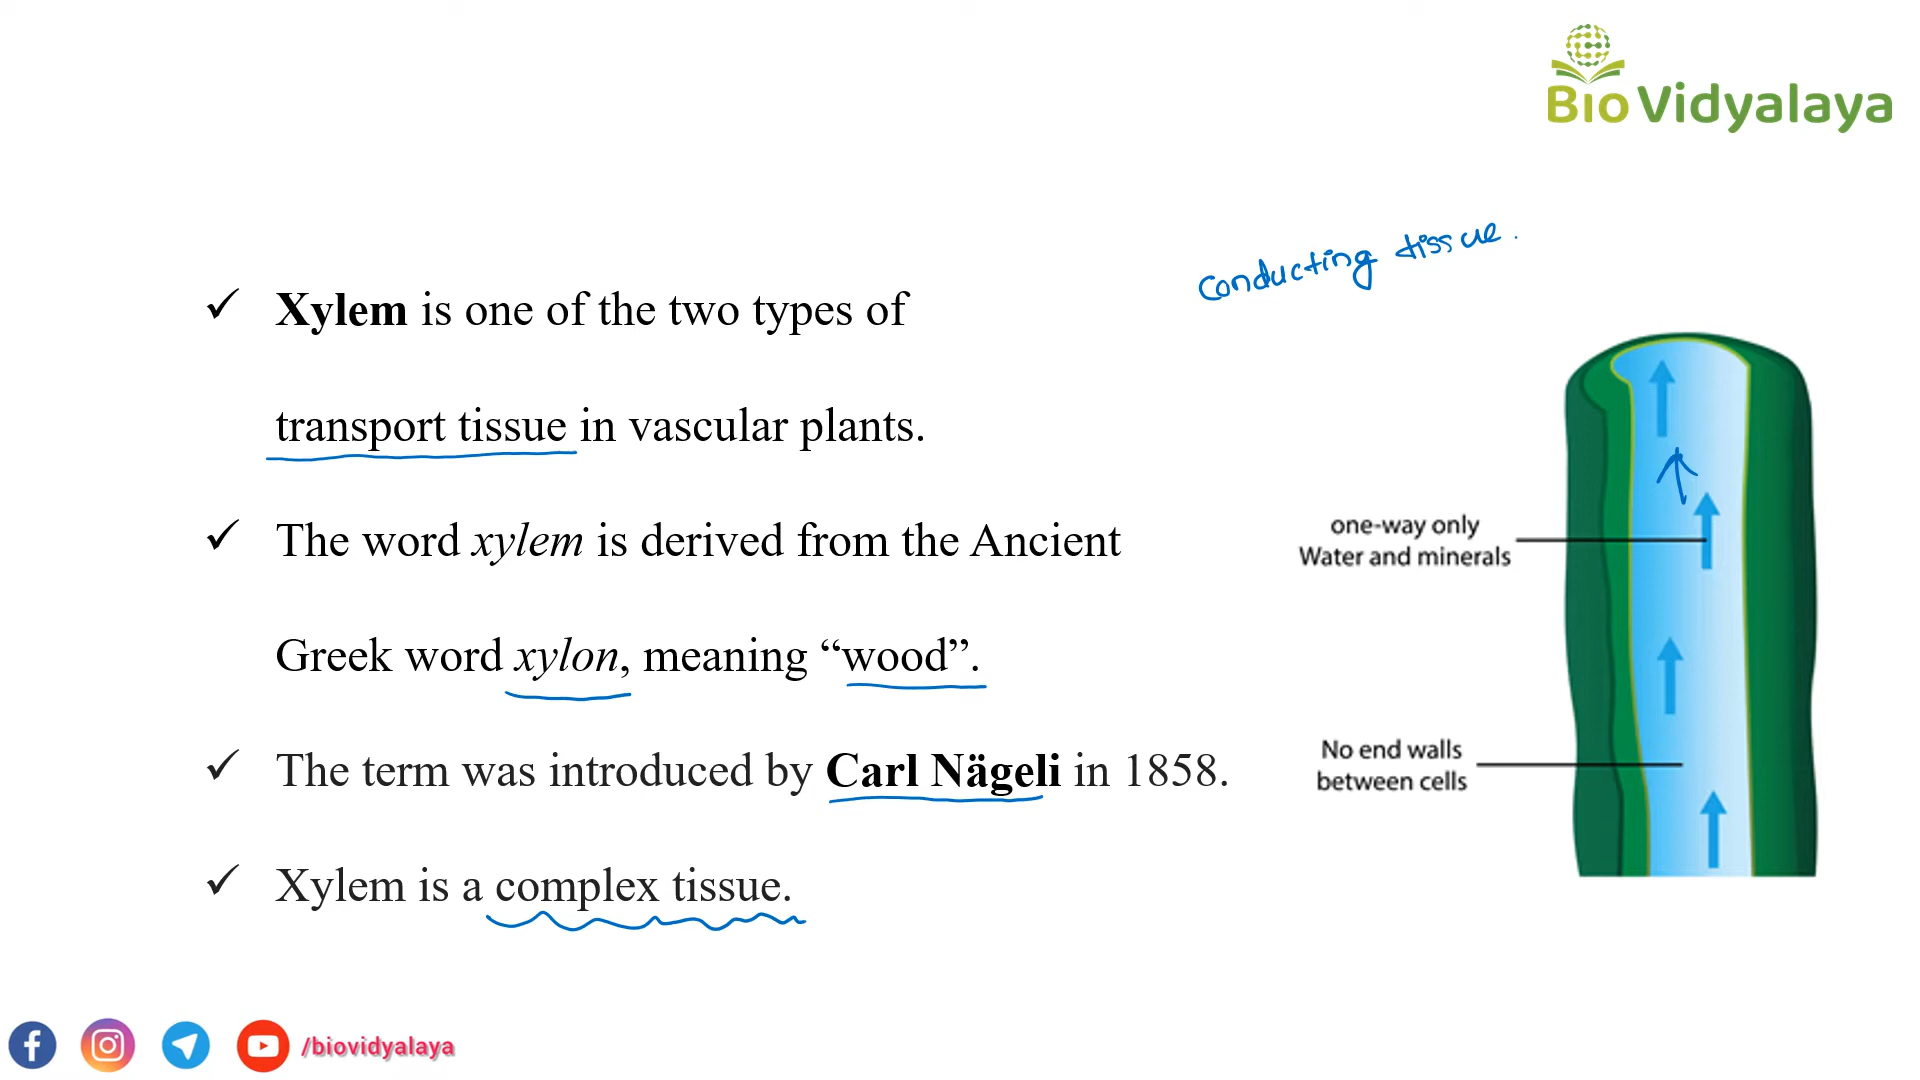 Bio Vidyalaya
conducting tissue.
✓ Xylem is one of the two types of
transport tissue in vascular plants.
✓ The word xylem is derived from the Ancient
Greek word xylon, meaning “wood”.
✓ The term was introduced by Carl Nägeli in 1858.
✓ Xylem is a complex tissue.
one-way only
Water and minerals
No end walls
between cells
/biovidyalaya